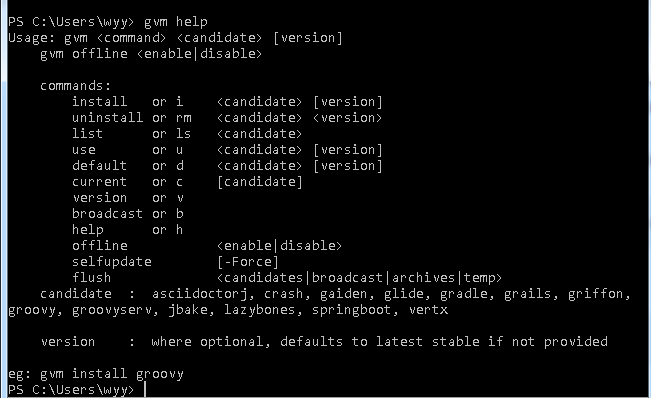 PS C:\Users\wyy> gvm help
Usage: gvm <command> <candidate> [version]
    gvm offline <enable|disable>

    commands:
        install   or i    <candidate> [version]
        uninstall or rm   <candidate> <version>
        list      or ls   <candidate>
        use       or u    <candidate> [version]
        default   or d    <candidate> [version]
        current   or c    [candidate]
        version   or v
        broadcast or b
        help      or h
        offline           <enable|disable>
        selfupdate        [-Force]
        flush             <candidates|broadcast|archives|temp>
    candidate  :  asciidoctorj, crash, gaiden, glide, gradle, grails, griffon,
groovy, groovyserv, jbake, lazybones, springboot, vertx

    version    :  where optional, defaults to latest stable if not provided

eg: gvm install groovy
PS C:\Users\wyy>